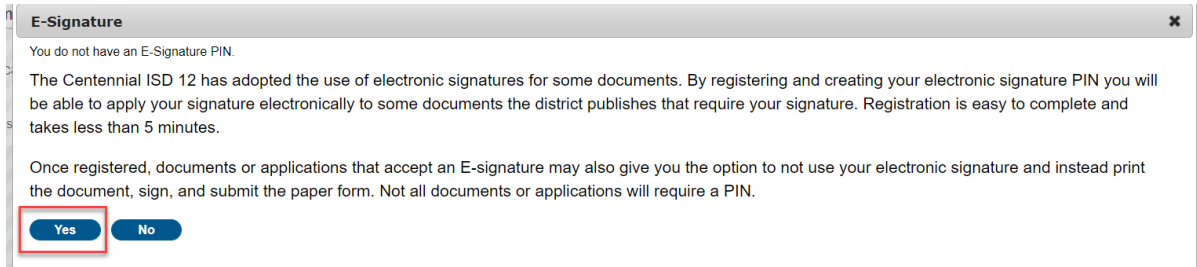 E-Signature
You do not have an E-Signature PIN.
The Centennial ISD 12 has adopted the use of electronic signatures for some documents. By registering and creating your electronic signature PIN you will
be able to apply your signature electronically to some documents the district publishes that require your signature. Registration is easy to complete and
takes less than 5 minutes.
Once registered, documents or applications that accept an E-signature may also give you the option to not use your electronic signature and instead print
the document, sign, and submit the paper form. Not all documents or applications will require a PIN.
Yes No